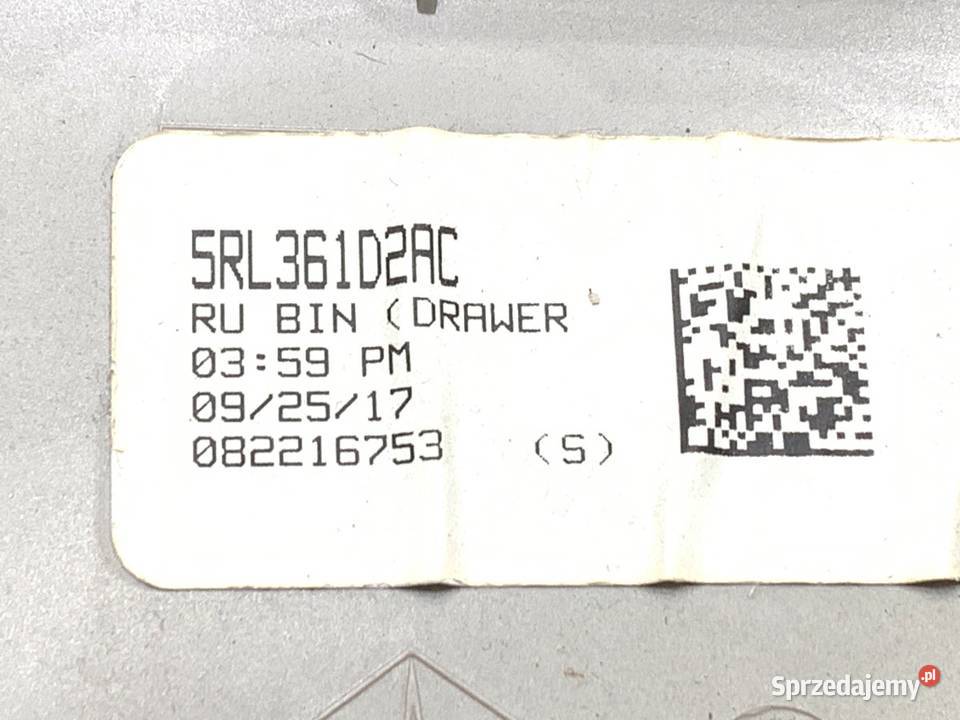 5RL361D2AC
RU BIN (DRAWER
03:59 PM
09/25/17
082216753 (S)
Sprzedajemy.pl